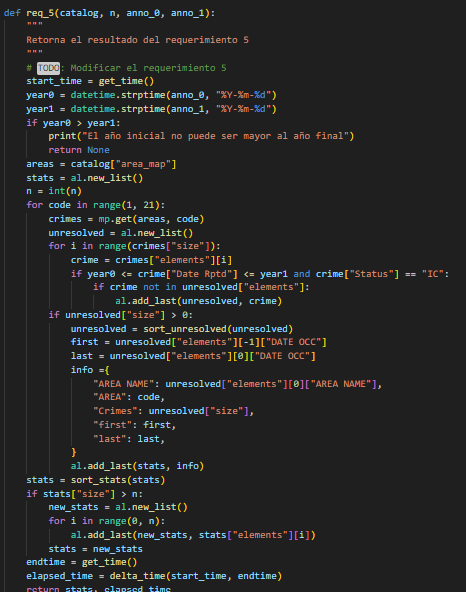 def req_5(catalog, n, anno_0, anno_1):
    """
    Retorna el resultado del requerimiento 5
    """
    # TODO: Modificar el requerimiento 5
    start_time = get_time()
    year0 = datetime.strptime(anno_0, "%Y-%m-%d")
    year1 = datetime.strptime(anno_1, "%Y-%m-%d")
    if year0 > year1:
        print("El año inicial no puede ser mayor al año final")
        return None
    areas = catalog["area_map"]
    stats = al.new_list()
    n = int(n)
    for code in range(1, 21):
        crimes = mp.get(areas, code)
        unresolved = al.new_list()
        for i in range(crimes["size"]):
            crime = crimes["elements"][i]
            if year0 <= crime["Date Rptd"] <= year1 and crime["Status"] == "IC":
                if crime not in unresolved["elements"]:
                    al.add_last(unresolved, crime)
        if unresolved["size"] > 0:
            unresolved = sort_unresolved(unresolved)
            first = unresolved["elements"][-1]["DATE OCC"]
            last = unresolved["elements"][0]["DATE OCC"]
            info ={
                "AREA NAME": unresolved["elements"][0]["AREA NAME"],
                "AREA": code,
                "Crimes": unresolved["size"],
                "first": first,
                "last": last,
            }
            al.add_last(stats, info)
    stats = sort_stats(stats)
    if stats["size"] > n:
        new_stats = al.new_list()
        for i in range(0, n):
            al.add_last(new_stats, stats["elements"][i])
        stats = new_stats
    endtime = get_time()
    elapsed_time = delta_time(start_time, endtime)
    return stats, elapsed_time